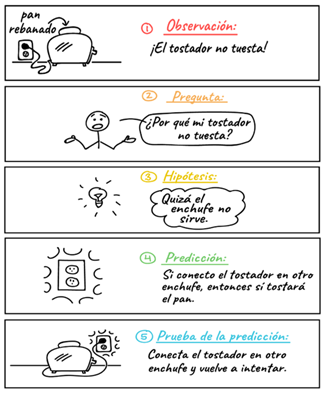 pan
rebanado
① Observación:
¡El tostador no tuesta!
② Pregunta:
¿Por qué mi tostador
no tuesta?
③ Hipótesis:
Quizá el
enchufe no
sirve.
④ Predicción:
Si conecto el tostador en otro
enchufe, entonces sí tostará
el pan.
⑤ Prueba de la predicción:
Conecta el tostador en otro
enchufe y vuelve a intentar.